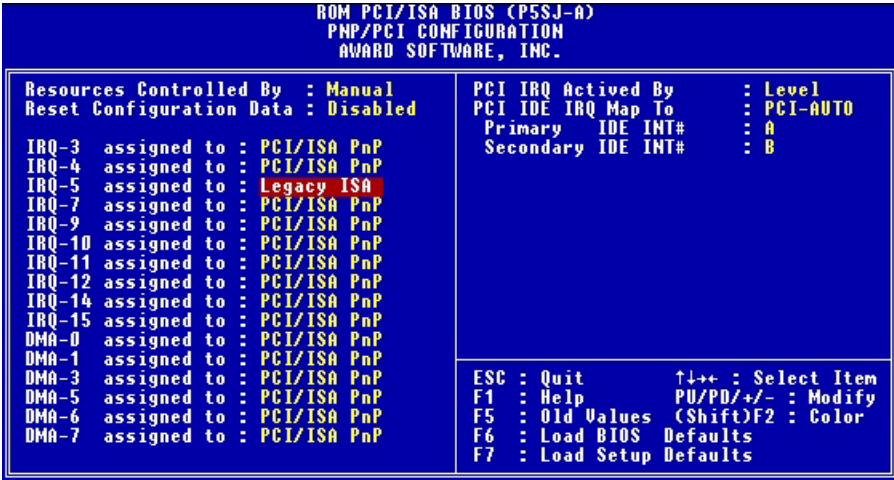 ROM PCI/ISA BIOS (P5SJ-A)
PNP/PCI CONFIGURATION
AWARD SOFTWARE, INC.
Resources Controlled By : Manual
Reset Configuration Data : Disabled
IRQ-3 assigned to : PCI/ISA PnP
IRQ-4 assigned to : PCI/ISA PnP
IRQ-5 assigned to : Legacy ISA
IRQ-7 assigned to : PCI/ISA PnP
IRQ-9 assigned to : PCI/ISA PnP
IRQ-10 assigned to : PCI/ISA PnP
IRQ-11 assigned to : PCI/ISA PnP
IRQ-12 assigned to : PCI/ISA PnP
IRQ-14 assigned to : PCI/ISA PnP
IRQ-15 assigned to : PCI/ISA PnP
DMA-0 assigned to : PCI/ISA PnP
DMA-1 assigned to : PCI/ISA PnP
DMA-3 assigned to : PCI/ISA PnP
DMA-5 assigned to : PCI/ISA PnP
DMA-6 assigned to : PCI/ISA PnP
DMA-7 assigned to : PCI/ISA PnP
PCI IRQ Actived By : Level
PCI IDE IRQ Map To : PCI-AUTO
Primary IDE INT# : A
Secondary IDE INT# : B
ESC : Quit ↑↓→← : Select Item
F1 : Help PU/PD/+/- : Modify
F5 : Old Values (Shift)F2 : Color
F6 : Load BIOS Defaults
F7 : Load Setup Defaults